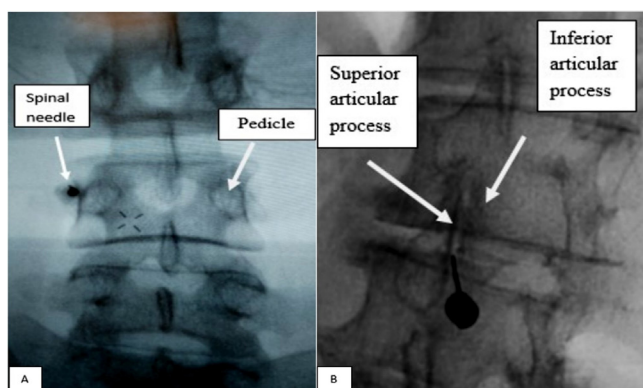 Spinal
needle
Pedicle
A
Superior
articular
process
Inferior
articular
process
B